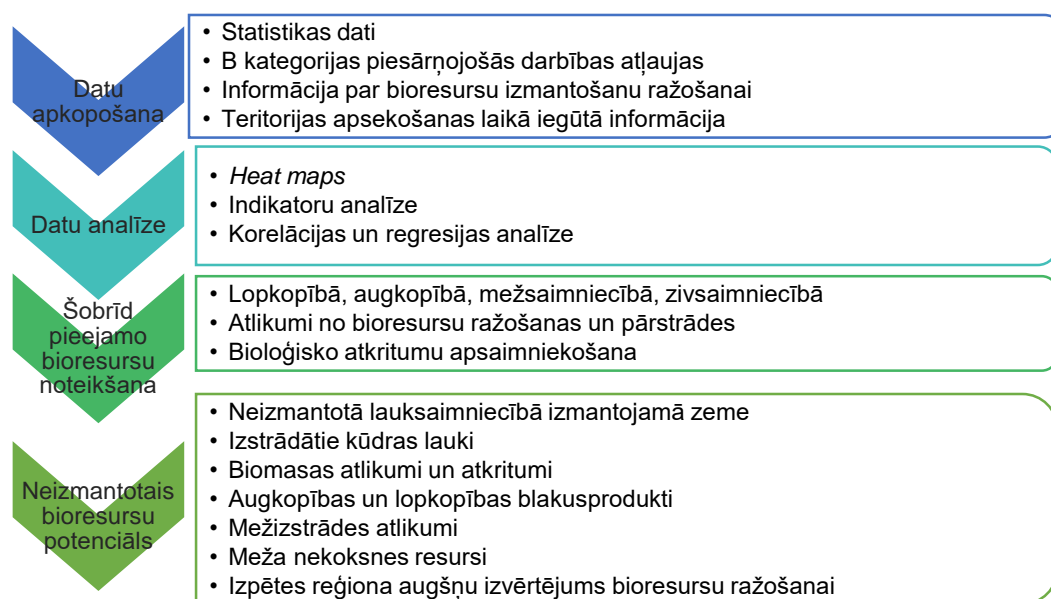 Datu
apkopošana
• Statistikas dati
• B kategorijas piesārņojošās darbības atļaujas
• Informācija par bioresursu izmantošanu ražošanai
• Teritorijas apsekošanas laikā iegūtā informācija
Datu analīze
• Heat maps
• Indikatoru analīze
• Korelācijas un regresijas analīze
Šobrīd
pieejamo
bioresursu
noteikšana
• Lopkopībā, augkopībā, mežsaimniecībā, zivsaimniecībā
• Atlikumi no bioresursu ražošanas un pārstrādes
• Bioloģisko atkritumu apsaimniekošana
Neizmantotais
bioresursu
potenciāls
• Neizmantotā lauksaimniecībā izmantojamā zeme
• Izstrādātie kūdras lauki
• Biomasas atlikumi un atkritumi
• Augkopības un lopkopības blakusprodukti
• Mežizstrādes atlikumi
• Meža nekoksnes resursi
• Izpētes reģiona augšņu izvērtējums bioresursu ražošanai